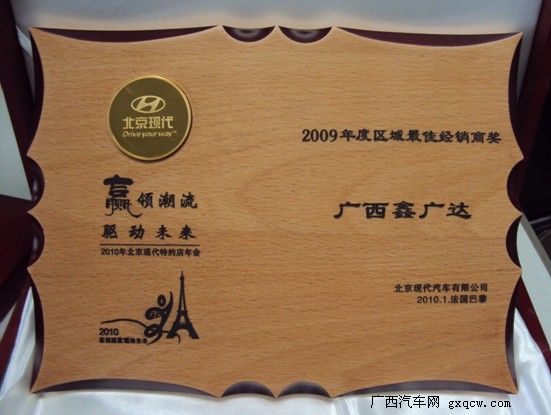 北京现代
Drive your way™
2009年度区域最佳经销商奖
赢领潮流
驱动未来
2010年北京现代特约店年会
广西鑫广达
北京现代汽车有限公司
2010.1.法国巴黎
2010
广西汽车网 gxqcw.com